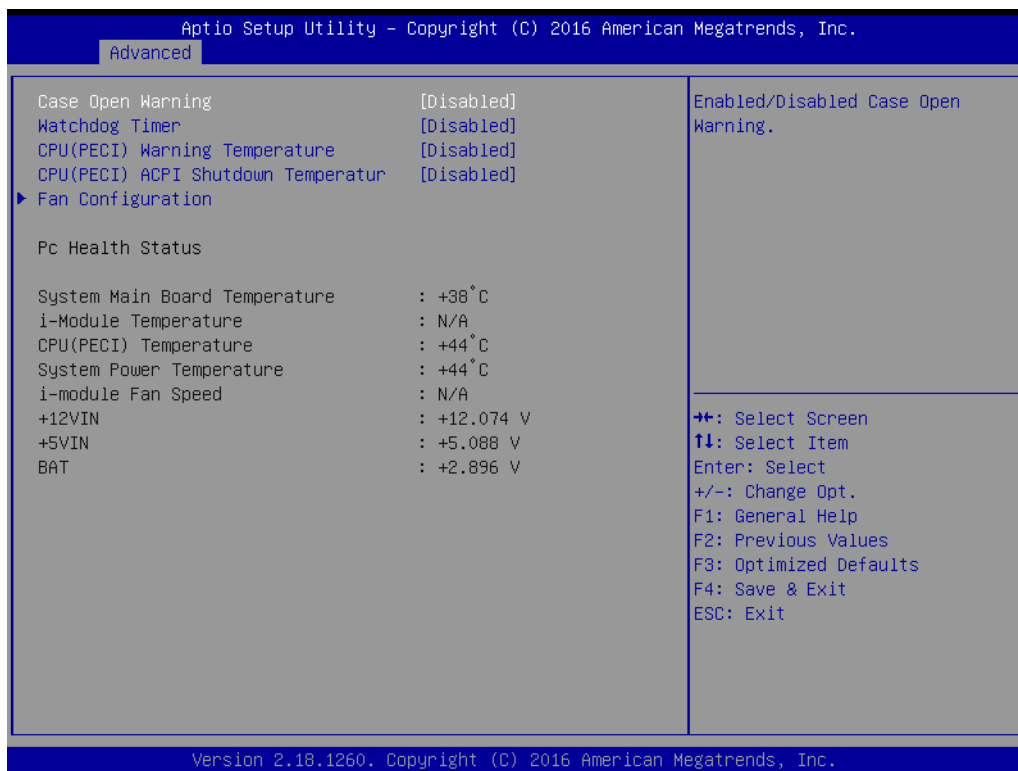 Aptio Setup Utility – Copyright (C) 2016 American Megatrends, Inc.
Advanced
Case Open Warning [Disabled]
Watchdog Timer [Disabled]
CPU(PECI) Warning Temperature [Disabled]
CPU(PECI) ACPI Shutdown Temperatur [Disabled]
Fan Configuration
Pc Health Status
System Main Board Temperature : +38°C
i-Module Temperature : N/A
CPU(PECI) Temperature : +44°C
System Power Temperature : +44°C
i-module Fan Speed : N/A
+12VIN : +12.074 V
+5VIN : +5.088 V
BAT : +2.896 V
Enabled/Disabled Case Open
Warning.
→←: Select Screen
↑↓: Select Item
Enter: Select
+/-: Change Opt.
F1: General Help
F2: Previous Values
F3: Optimized Defaults
F4: Save & Exit
ESC: Exit
Version 2.18.1260. Copyright (C) 2016 American Megatrends, Inc.